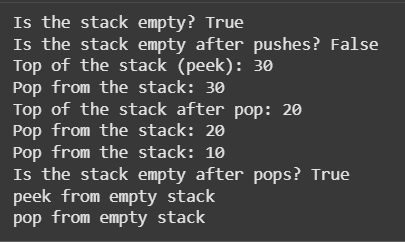 Is the stack empty? True
Is the stack empty after pushes? False
Top of the stack (peek): 30
Pop from the stack: 30
Top of the stack after pop: 20
Pop from the stack: 20
Pop from the stack: 10
Is the stack empty after pops? True
peek from empty stack
pop from empty stack